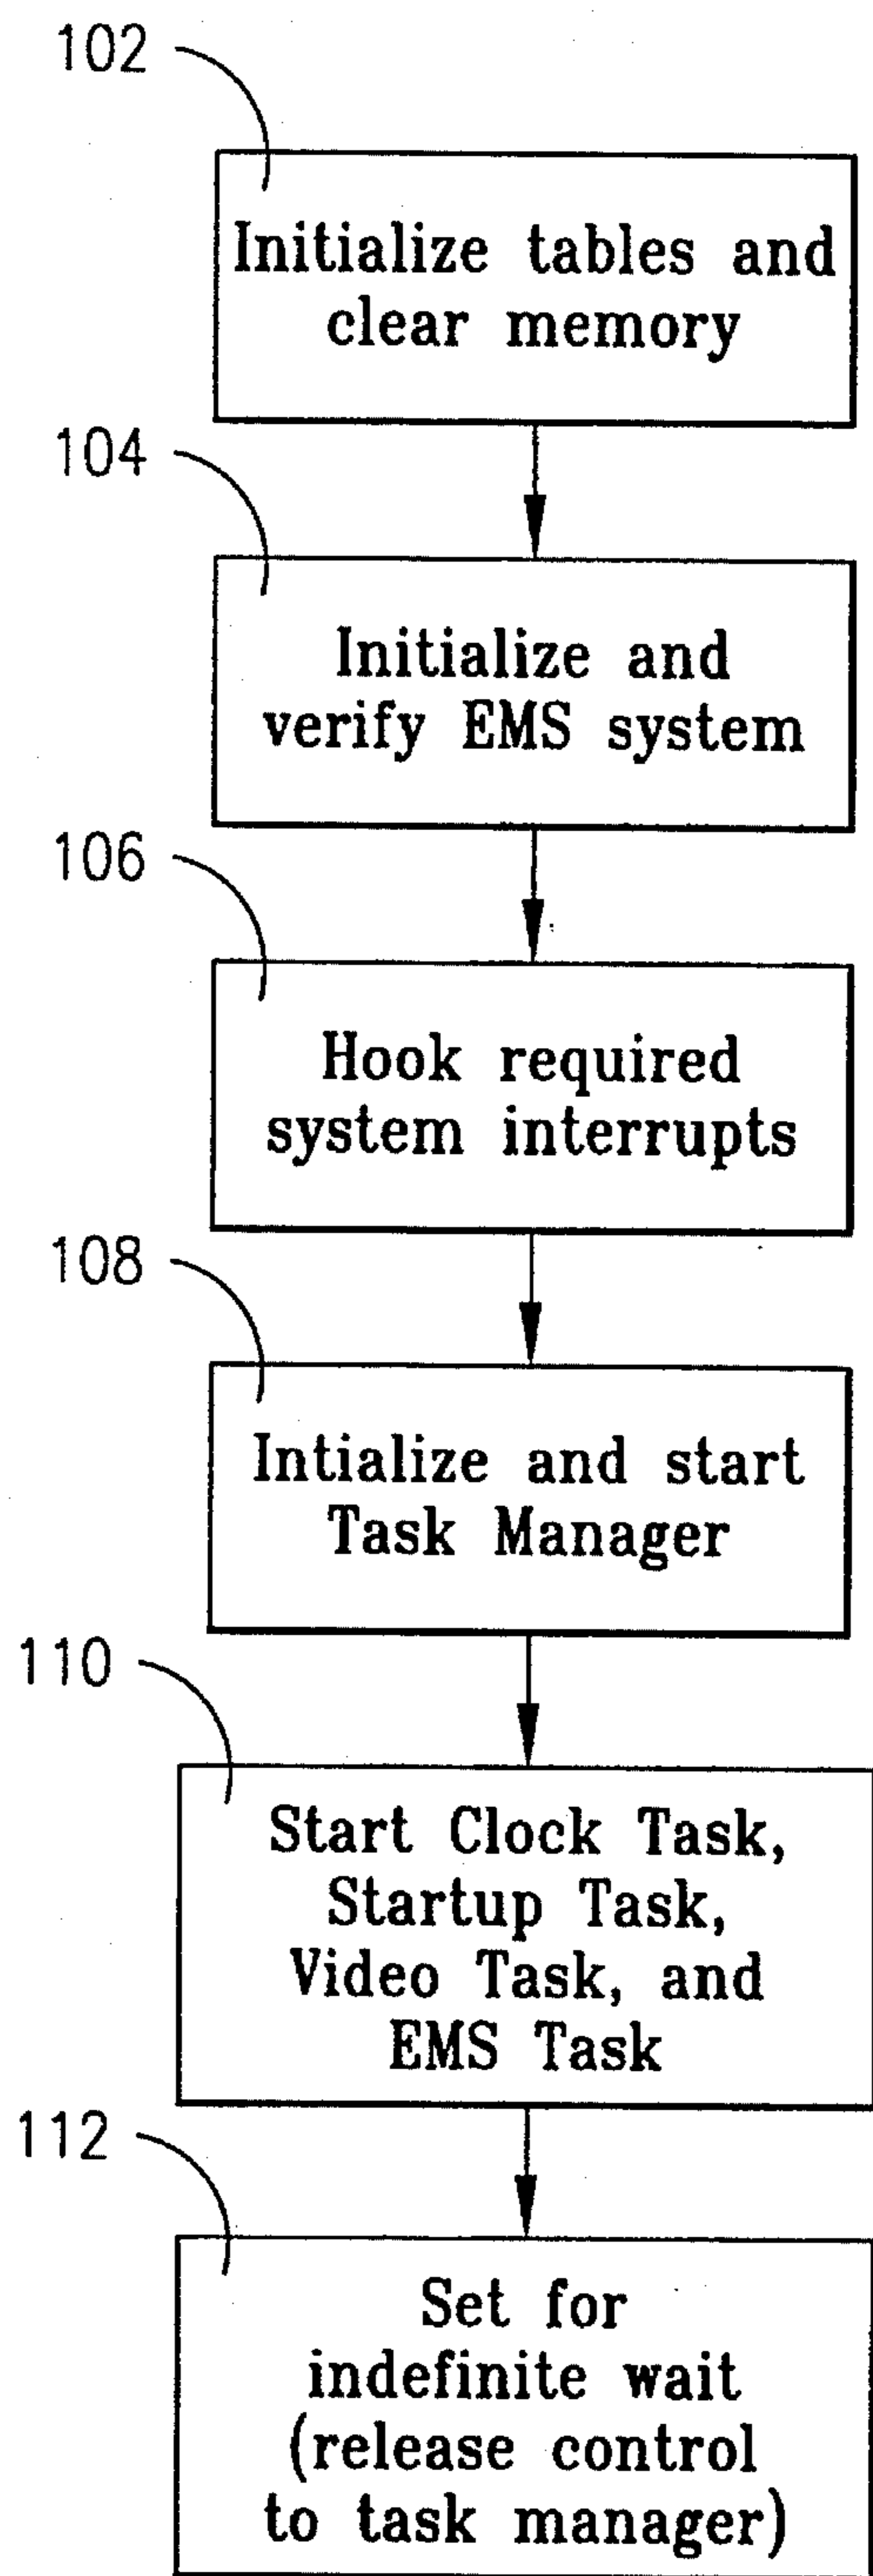 102
Initialize tables and
clear memory
104
Initialize and
verify EMS system
106
Hook required
system interrupts
108
Intialize and start
Task Manager
110
Start Clock Task,
Startup Task,
Video Task, and
EMS Task
112
Set for
indefinite wait
(release control
to task manager)